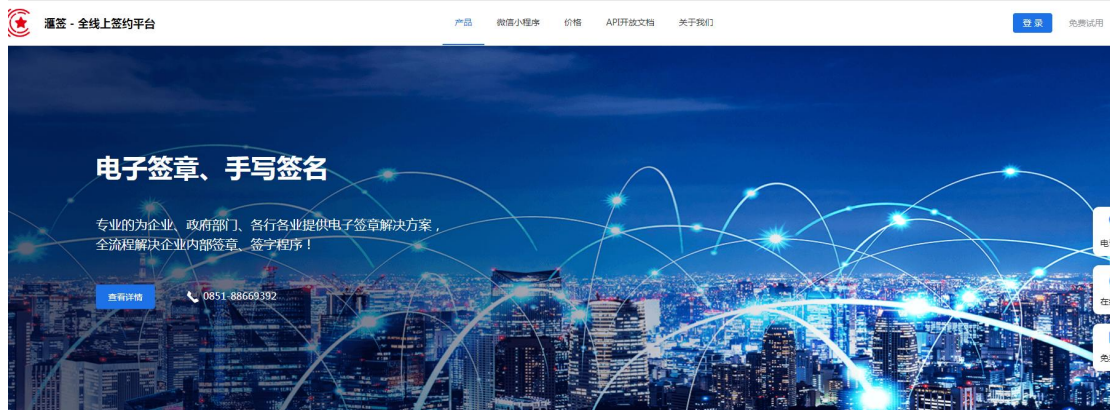 滙签 - 全线上签约平台
产品
微信小程序
价格
API开放文档
关于我们
登 录
免费试用
电子签章、手写签名
专业的为企业、政府部门、各行各业提供电子签章解决方案，
全流程解决企业内部签章、签字程序！
查看详情
0851-88669392
电
在
免